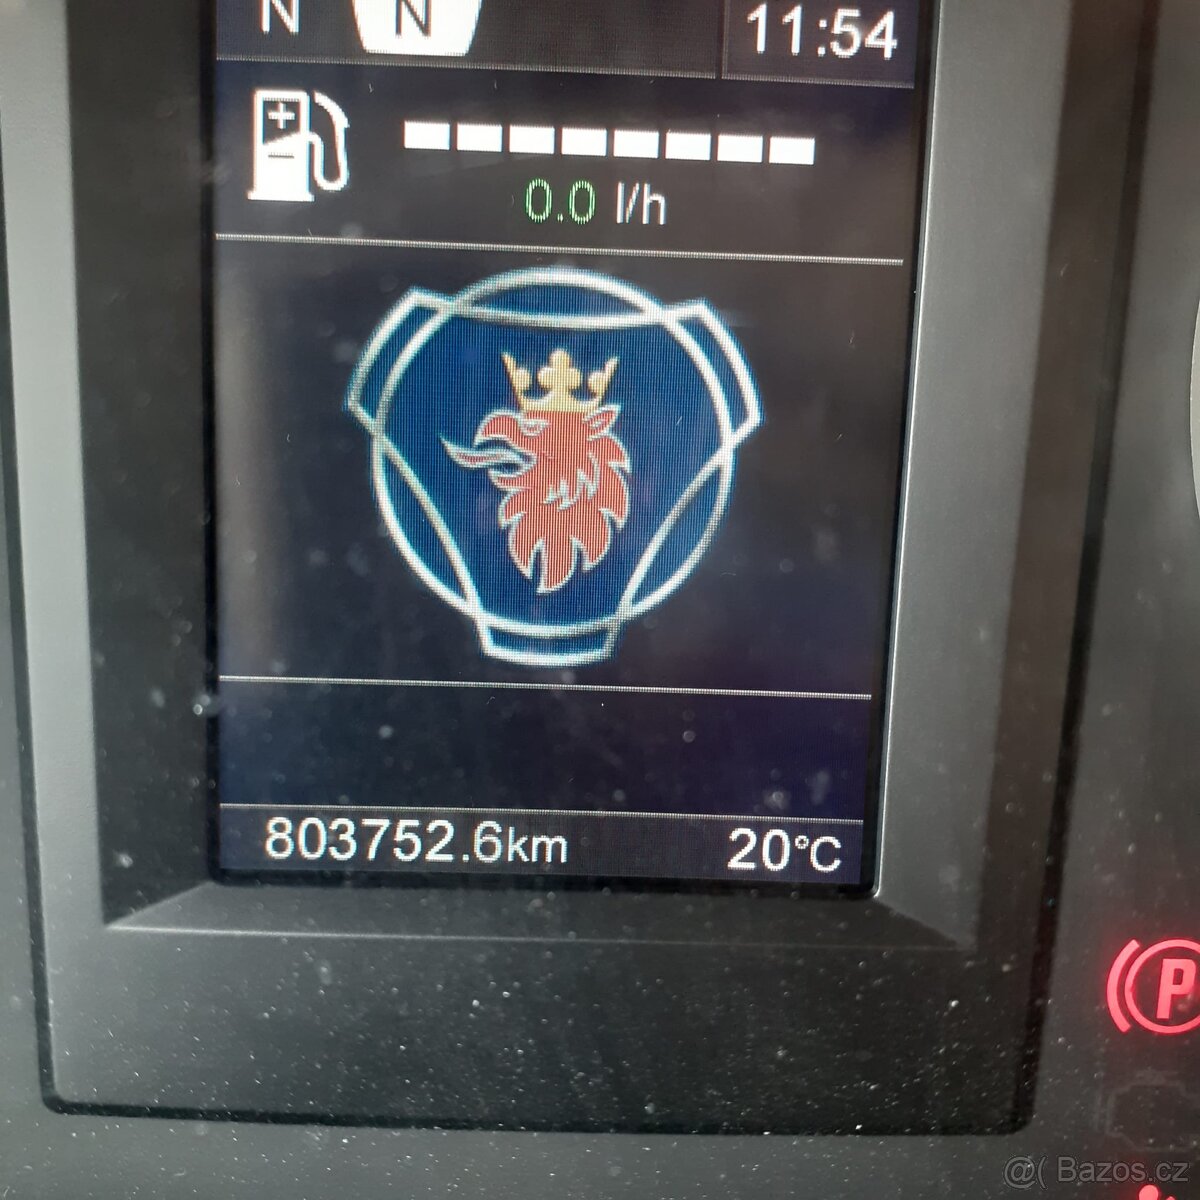 N N 11:54
0.0 l/h
803752.6km 20°C
P
@( Bazos.cz